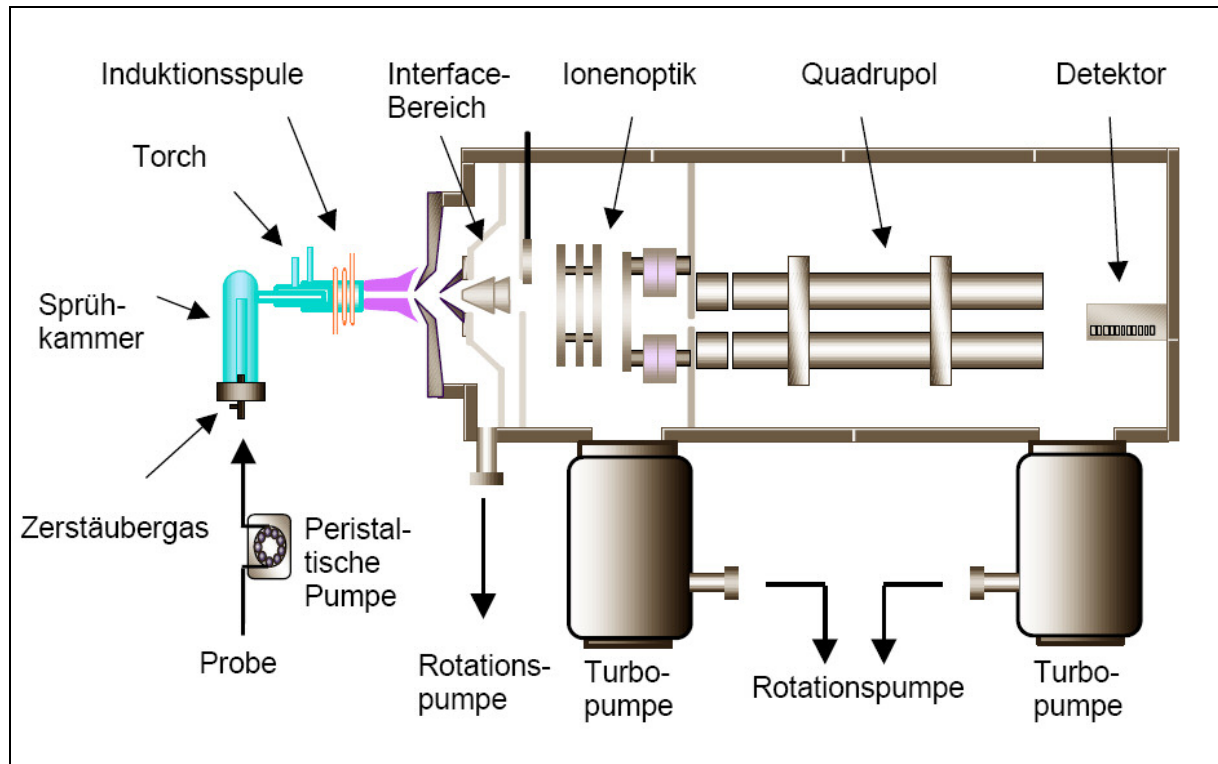 Induktionsspule
Interface-
Bereich
Ionenoptik
Quadrupol
Detektor
Torch
Sprüh-
kammer
Zerstäubergas
Peristal-
tische
Pumpe
Probe
Rotations-
pumpe
Turbo-
pumpe
Rotationspumpe
Turbo-
pumpe